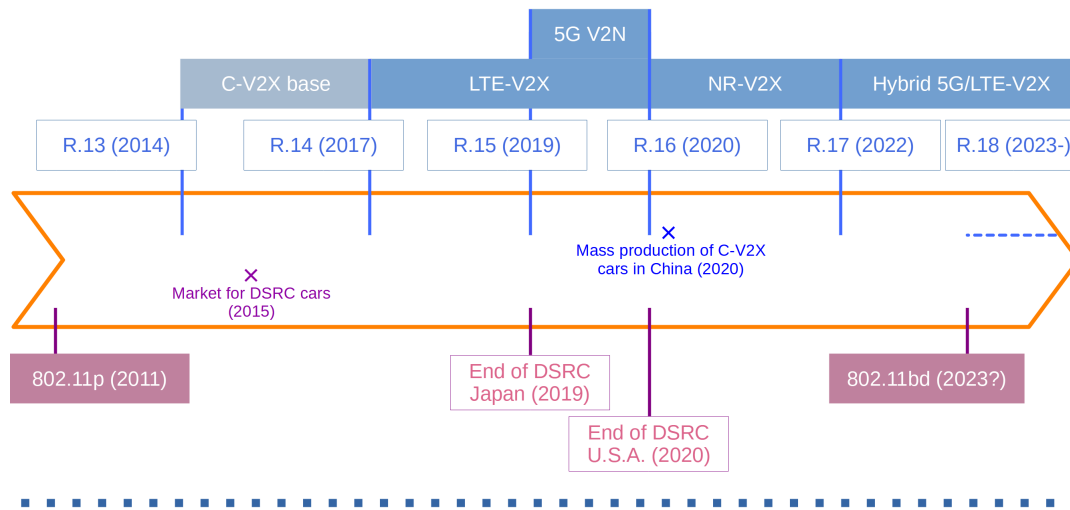 5G V2N
C-V2X base
LTE-V2X
NR-V2X
Hybrid 5G/LTE-V2X
R.13 (2014)
R.14 (2017)
R.15 (2019)
R.16 (2020)
R.17 (2022)
R.18 (2023-)
Mass production of C-V2X
cars in China (2020)
Market for DSRC cars
(2015)
802.11p (2011)
End of DSRC
Japan (2019)
802.11bd (2023?)
End of DSRC
U.S.A. (2020)